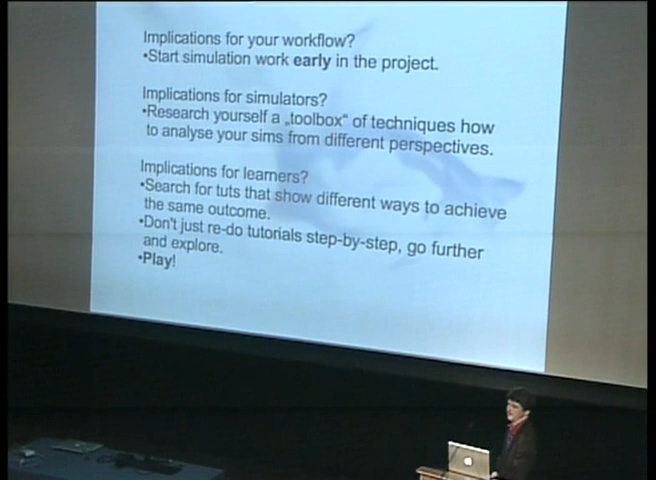 Implications for your workflow?
•Start simulation work early in the project.
Implications for simulators?
•Research yourself a „toolbox“ of techniques how
to analyse your sims from different perspectives.
Implications for learners?
•Search for tuts that show different ways to achieve
the same outcome.
•Don't just re-do tutorials step-by-step, go further
and explore.
•Play!